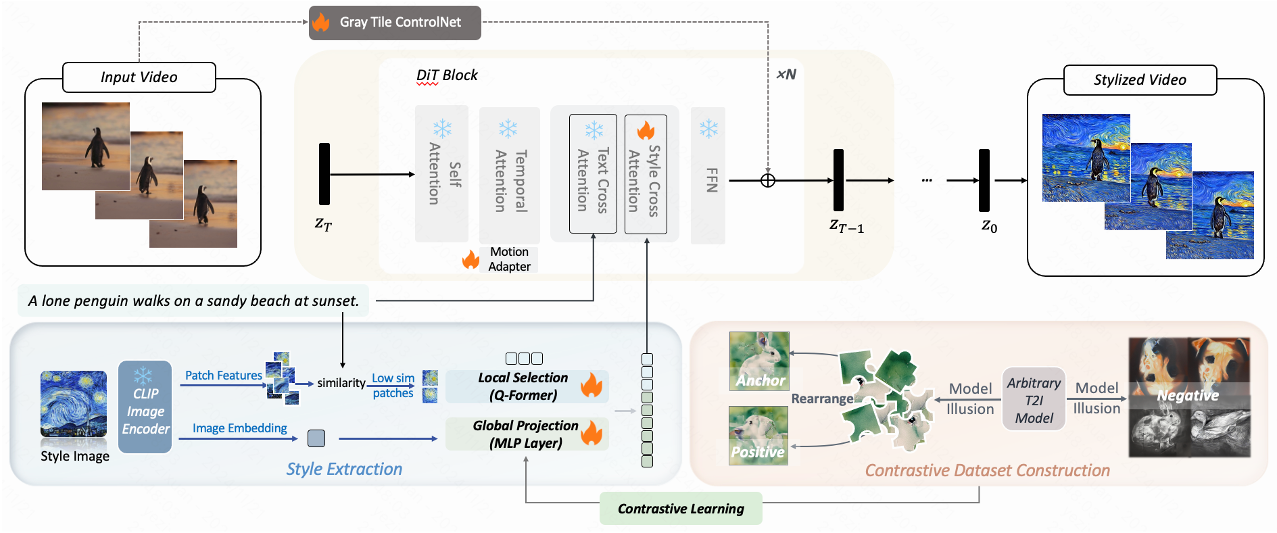 Gray Tile ControlNet
Input Video
DiT Block
×N
Stylized Video
Self
Attention
Temporal
Attention
Text Cross
Attention
Style Cross
Attention
FFN
Motion
Adapter
z_T
z_{T−1}
...
z_0
A lone penguin walks on a sandy beach at sunset.
Style Image
CLIP
Image
Encoder
Patch Features
similarity
Low sim
patches
Local Selection
(Q-Former)
Image Embedding
Global Projection
(MLP Layer)
Style Extraction
Anchor
Rearrange
Positive
Model
Illusion
Arbitrary
T2I
Model
Model
Illusion
Negative
Contrastive Dataset Construction
Contrastive Learning